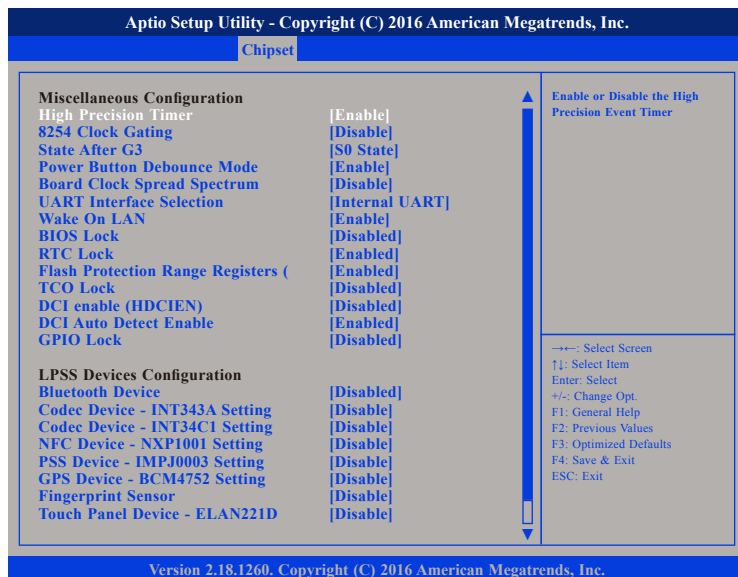 Aptio Setup Utility - Copyright (C) 2016 American Megatrends, Inc.
Chipset
Miscellaneous Configuration
High Precision Timer [Enable]
8254 Clock Gating [Disable]
State After G3 [S0 State]
Power Button Debounce Mode [Enable]
Board Clock Spread Spectrum [Disable]
UART Interface Selection [Internal UART]
Wake On LAN [Enable]
BIOS Lock [Disabled]
RTC Lock [Enabled]
Flash Protection Range Registers ( [Enabled]
TCO Lock [Disabled]
DCI enable (HDCIEN) [Disabled]
DCI Auto Detect Enable [Enabled]
GPIO Lock [Disabled]
LPSS Devices Configuration
Bluetooth Device [Disabled]
Codec Device - INT343A Setting [Disable]
Codec Device - INT34C1 Setting [Disable]
NFC Device - NXP1001 Setting [Disable]
PSS Device - IMPJ0003 Setting [Disable]
GPS Device - BCM4752 Setting [Disable]
Fingerprint Sensor [Disable]
Touch Panel Device - ELAN221D [Disable]
Enable or Disable the High
Precision Event Timer
→←: Select Screen
↑↓: Select Item
Enter: Select
+/-: Change Opt.
F1: General Help
F2: Previous Values
F3: Optimized Defaults
F4: Save & Exit
ESC: Exit
Version 2.18.1260. Copyright (C) 2016 American Megatrends, Inc.